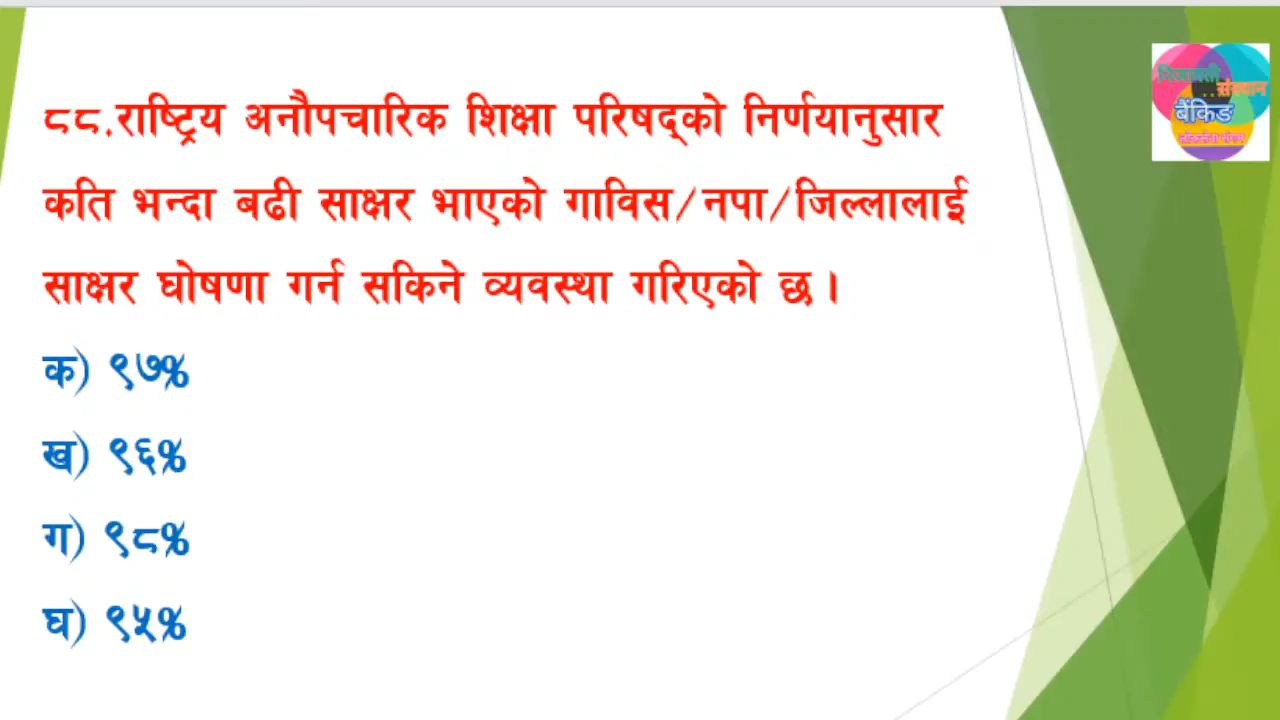 ८८.राष्ट्रिय अनौपचारिक शिक्षा परिषद्को निर्णयानुसार
कति भन्दा बढी साक्षर भाएको गाविस/नपा/जिल्लालाई
साक्षर घोषणा गर्न सकिने व्यवस्था गरिएको छ।
क) ९७%
ख) ९६%
ग) ९८%
घ) ९५%
निजामती
..संस्थान
बैंकिङ